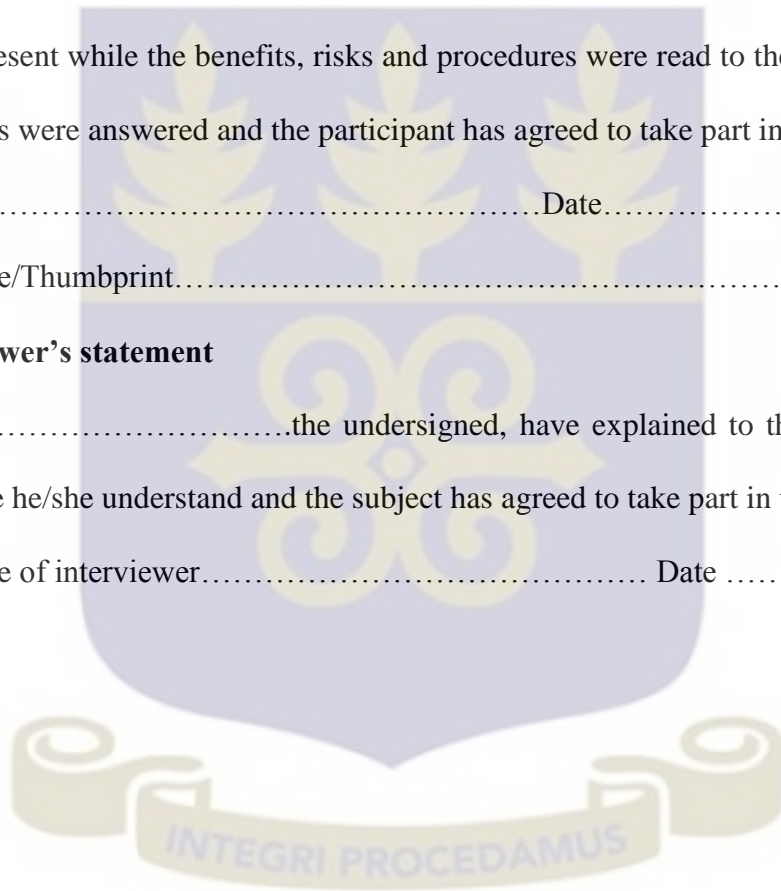 esent while the benefits, risks and procedures were read to the
s were answered and the participant has agreed to take part in
……………………………………………………Date………………
e/Thumbprint……………………………………………………………
wer’s statement
…………………………..the undersigned, have explained to th
e he/she understand and the subject has agreed to take part in t
e of interviewer…………………………………… Date ……
INTEGRI PROCEDAMUS